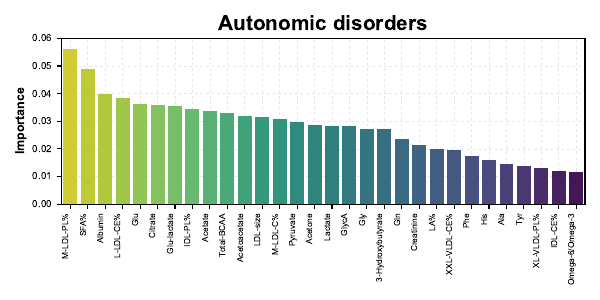 Autonomic disorders
Importance
0.06
0.05
0.04
0.03
0.02
0.01
0.00
M-LDL-PL%
SFA%
Albumin
L-LDL-CE%
Glu
Citrate
Glu-lactate
IDL-PL%
Acetate
Total-BCAA
Acetoacetate
LDL-size
M-LDL-C%
Pyruvate
Acetone
Lactate
GlycA
Gly
3-Hydroxybutyrate
Gln
Creatinine
LA%
XXL-VLDL-CE%
Phe
His
Ala
Tyr
XL-VLDL-PL%
IDL-CE%
Omega-6/Omega-3